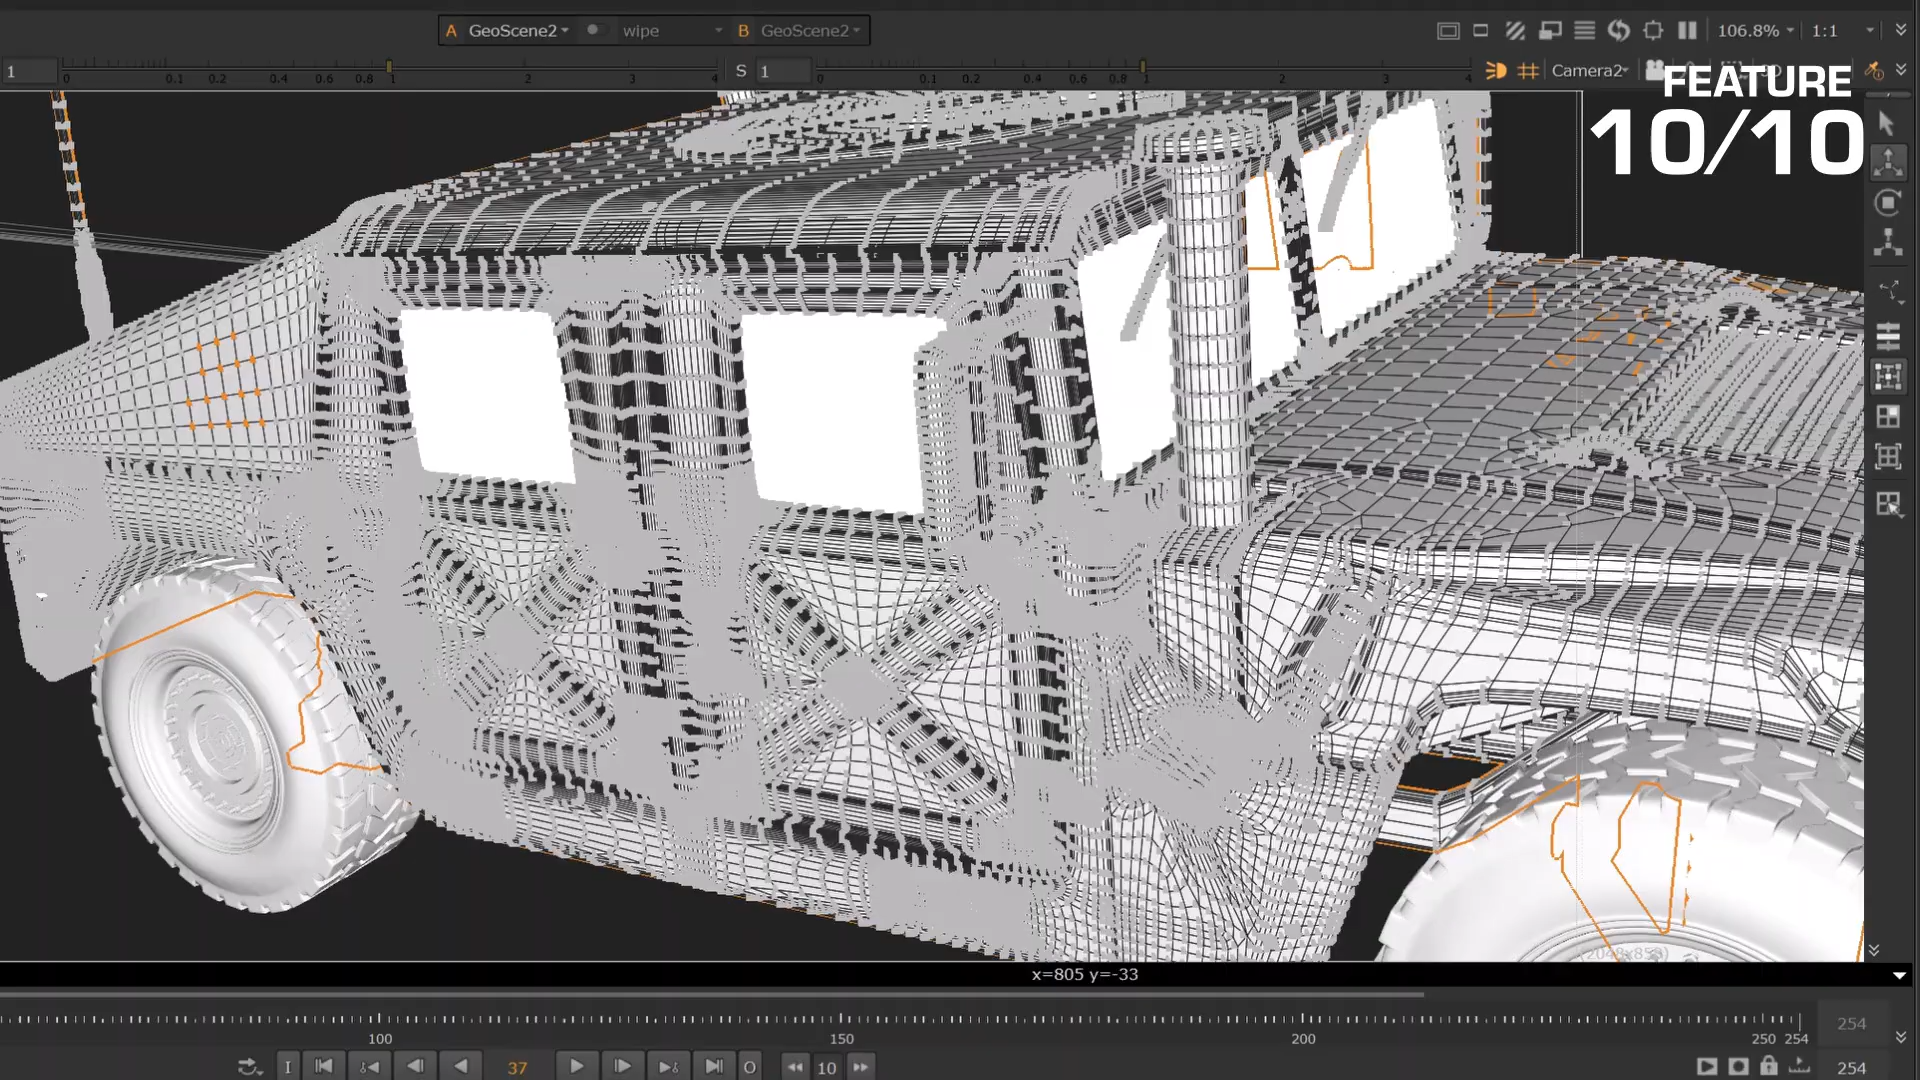 A GeoScene2 wipe B GeoScene2 106.8% 1:1
1 0 0.1 0.2 0.4 0.6 0.8 1 2 3 4 S 1 0 0.1 0.2 0.4 0.6 0.8 1 2 3 4 Camera2
FEATURE
10/10
(2048x858)
x=805 y=-33
100 150 200 250 254 254
I 37 O 10 254